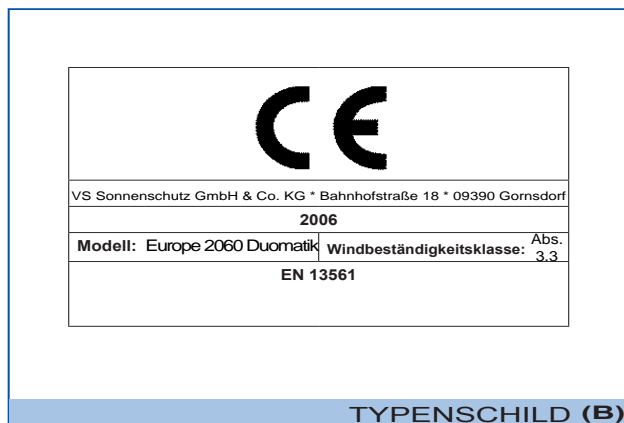 CE
VS Sonnenschutz GmbH & Co. KG * Bahnhofstraße 18 * 09390 Gornsdorf
2006
Modell: Europe 2060 Duomatik Windbeständigkeitsklasse: Abs. 3.3
EN 13561
TYPENSCHILD (B)